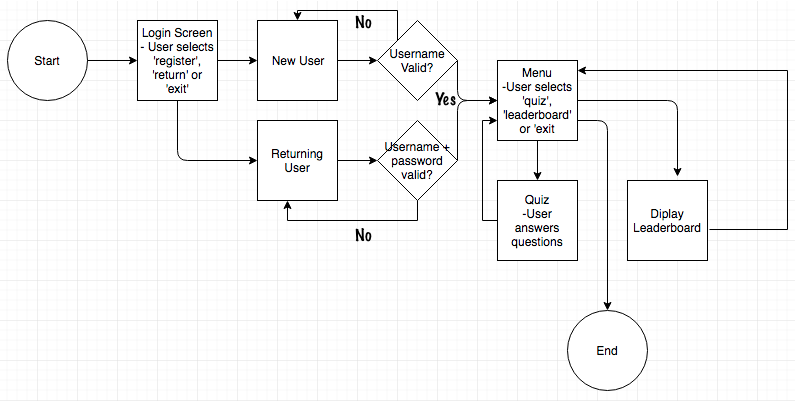 Start
Login Screen
- User selects
'register',
'return' or
'exit'
New User
No
Username
Valid?
Yes
Returning
User
Username +
password
valid?
No
Menu
-User selects
'quiz',
'leaderboard'
or 'exit
Quiz
-User
answers
questions
Diplay
Leaderboard
End